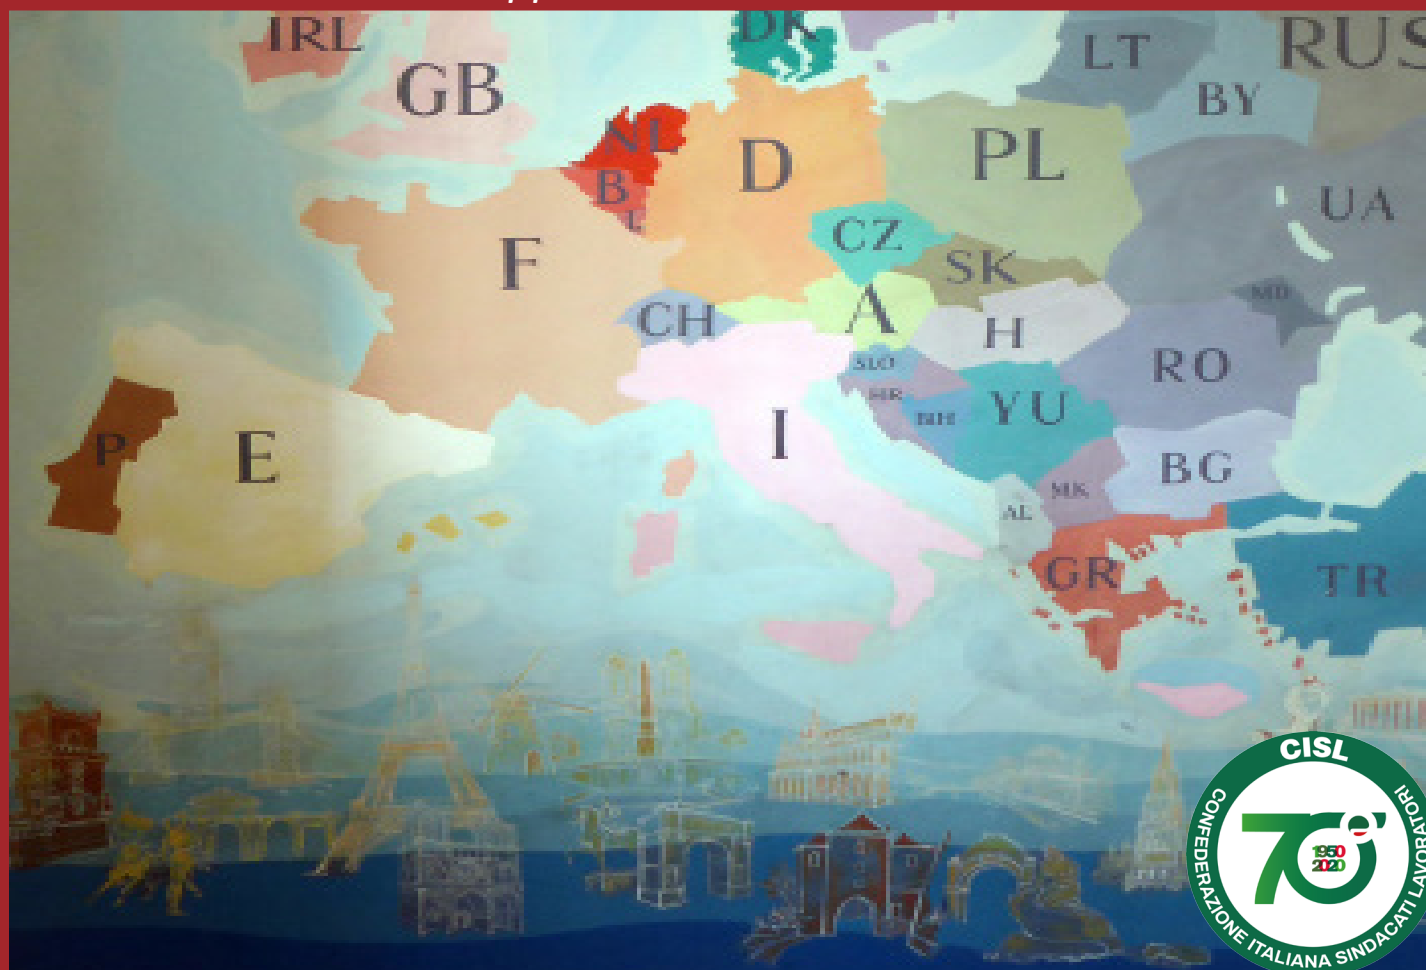 IRL
GB
DK
LT
RUS
BY
NL
B
L
D
PL
UA
F
CZ
SK
CH
A
H
MD
SLO
RO
HR
BIH
YU
P
E
I
BG
MK
AL
GR
TR
CISL
CONFEDERAZIONE ITALIANA SINDACATI LAVORATORI
70°
1950
2020